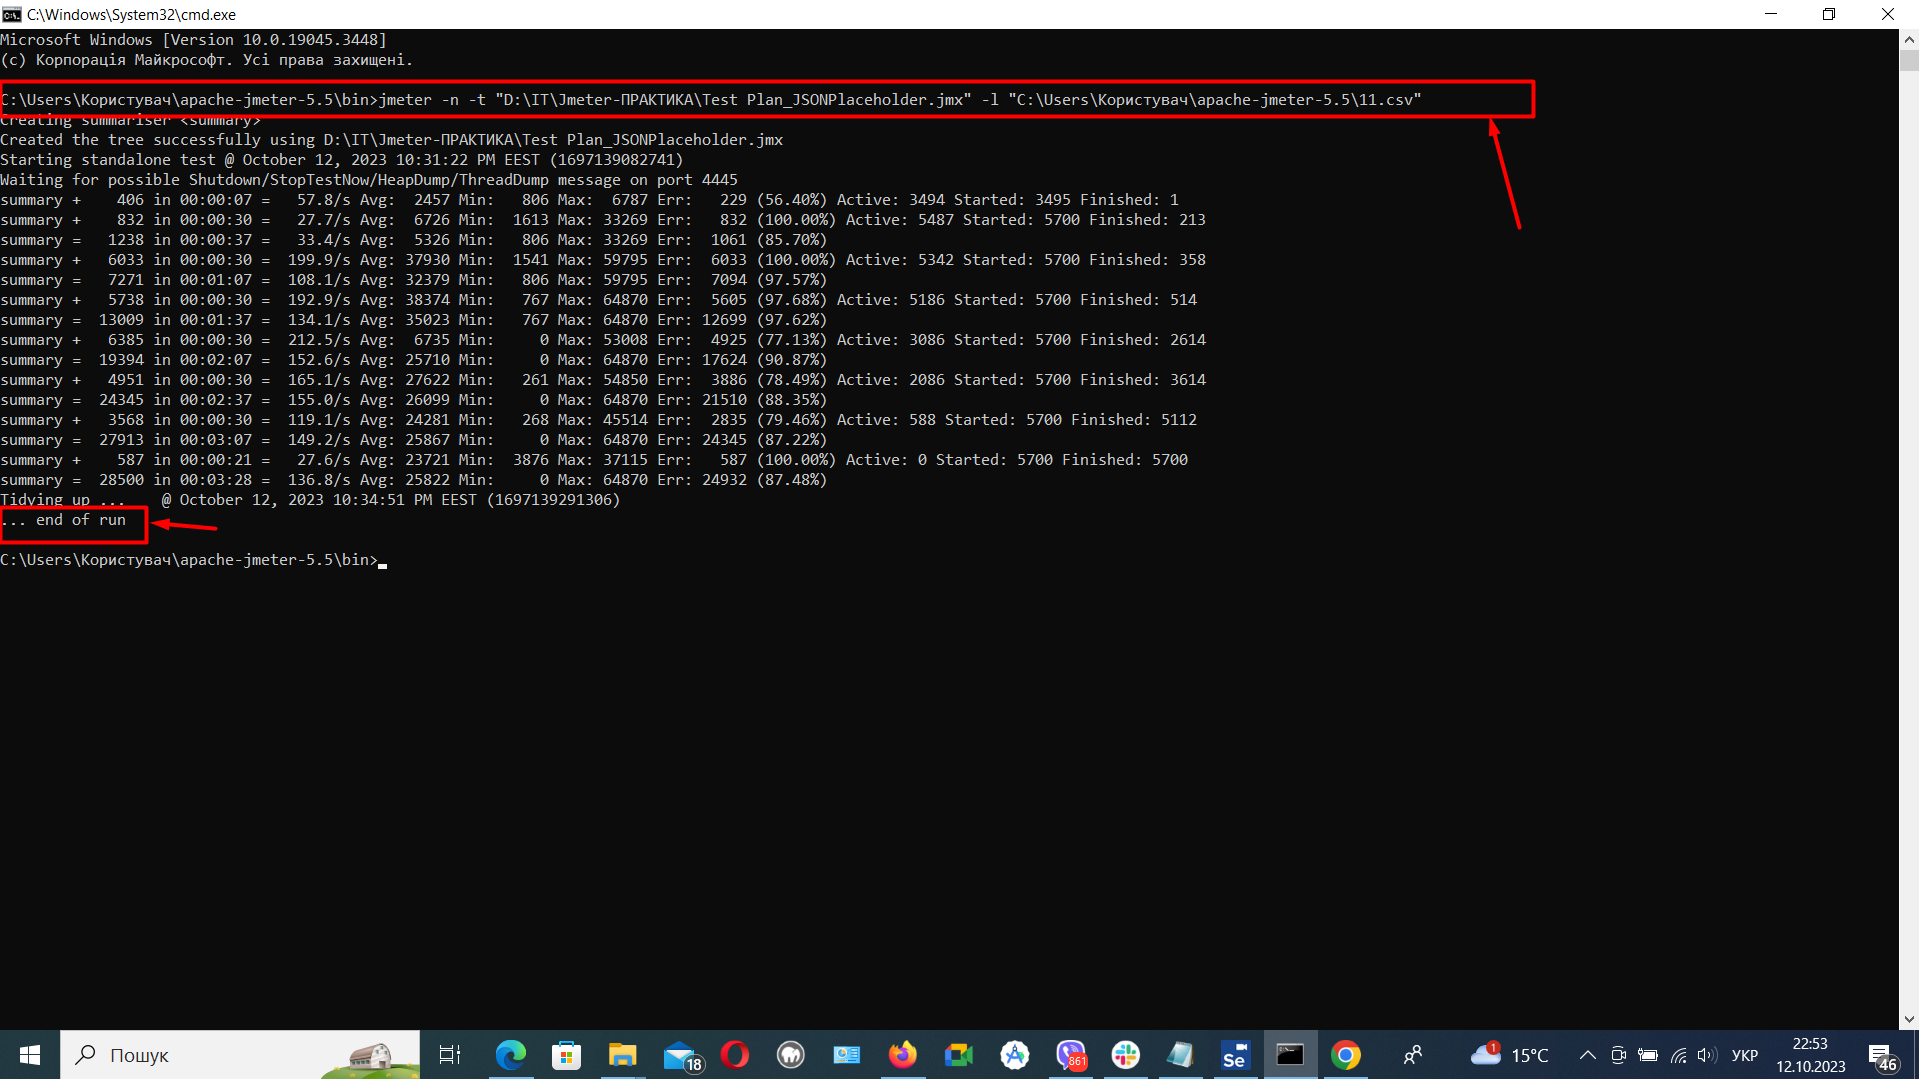 C:\Windows\System32\cmd.exe
Microsoft Windows [Version 10.0.19045.3448]
(c) Корпорація Майкрософт. Усі права захищені.
C:\Users\Користувач\apache-jmeter-5.5\bin>jmeter -n -t "D:\IT\Jmeter-ПРАКТИКА\Test Plan_JSONPlaceholder.jmx" -l "C:\Users\Користувач\apache-jmeter-5.5\11.csv"
Creating summariser <summary>
Created the tree successfully using D:\IT\Jmeter-ПРАКТИКА\Test Plan_JSONPlaceholder.jmx
Starting standalone test @ October 12, 2023 10:31:22 PM EEST (1697139082741)
Waiting for possible Shutdown/StopTestNow/HeapDump/ThreadDump message on port 4445
summary +    406 in 00:00:07 =   57.8/s Avg:  2457 Min:   806 Max:  6787 Err:   229 (56.40%) Active: 3494 Started: 3495 Finished: 1
summary +    832 in 00:00:30 =   27.7/s Avg:  6726 Min:  1613 Max: 33269 Err:   832 (100.00%) Active: 5487 Started: 5700 Finished: 213
summary =   1238 in 00:00:37 =   33.4/s Avg:  5326 Min:   806 Max: 33269 Err:  1061 (85.70%)
summary +   6033 in 00:00:30 =  199.9/s Avg: 37930 Min:  1541 Max: 59795 Err:  6033 (100.00%) Active: 5342 Started: 5700 Finished: 358
summary =   7271 in 00:01:07 =  108.1/s Avg: 32379 Min:   806 Max: 59795 Err:  7094 (97.57%)
summary +   5738 in 00:00:30 =  192.9/s Avg: 38374 Min:   767 Max: 64870 Err:  5605 (97.68%) Active: 5186 Started: 5700 Finished: 514
summary =  13009 in 00:01:37 =  134.1/s Avg: 35023 Min:   767 Max: 64870 Err: 12699 (97.62%)
summary +   6385 in 00:00:30 =  212.5/s Avg:  6735 Min:     0 Max: 53008 Err:  4925 (77.13%) Active: 3086 Started: 5700 Finished: 2614
summary =  19394 in 00:02:07 =  152.6/s Avg: 25710 Min:     0 Max: 64870 Err: 17624 (90.87%)
summary +   4951 in 00:00:30 =  165.1/s Avg: 27622 Min:   261 Max: 54850 Err:  3886 (78.49%) Active: 2086 Started: 5700 Finished: 3614
summary =  24345 in 00:02:37 =  155.0/s Avg: 26099 Min:     0 Max: 64870 Err: 21510 (88.35%)
summary +   3568 in 00:00:30 =  119.1/s Avg: 24281 Min:   268 Max: 45514 Err:  2835 (79.46%) Active: 588 Started: 5700 Finished: 5112
summary =  27913 in 00:03:07 =  149.2/s Avg: 25867 Min:     0 Max: 64870 Err: 24345 (87.22%)
summary +    587 in 00:00:21 =   27.6/s Avg: 23721 Min:  3876 Max: 37115 Err:   587 (100.00%) Active: 0 Started: 5700 Finished: 5700
summary =  28500 in 00:03:28 =  136.8/s Avg: 25822 Min:     0 Max: 64870 Err: 24932 (87.48%)
Tidying up ...    @ October 12, 2023 10:34:51 PM EEST (1697139291306)
... end of run
C:\Users\Користувач\apache-jmeter-5.5\bin>
Пошук
18
861
Se
1
15°C
УКР
22:53
12.10.2023
46